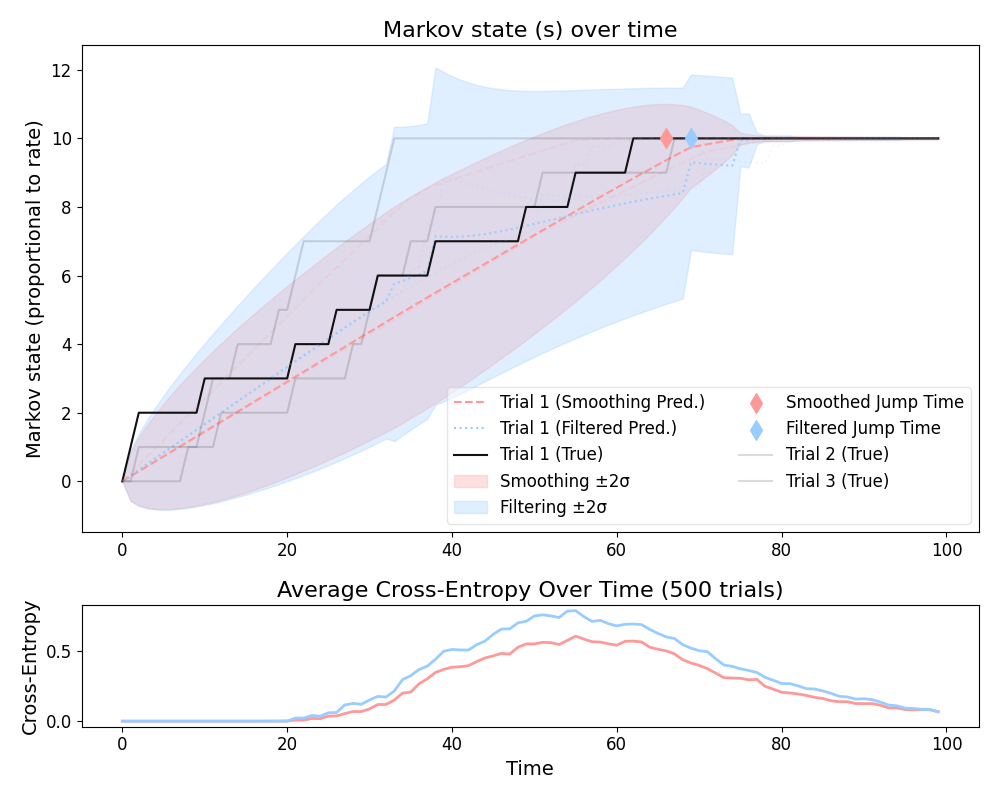 Markov state (s) over time
Markov state (proportional to rate)
12
10
8
6
4
2
0
Trial 1 (Smoothing Pred.)
Trial 1 (Filtered Pred.)
Trial 1 (True)
Smoothing ±2σ
Filtering ±2σ
Smoothed Jump Time
Filtered Jump Time
Trial 2 (True)
Trial 3 (True)
0 20 40 60 80 100
Average Cross-Entropy Over Time (500 trials)
Cross-Entropy
0.5
0.0
0 20 40 60 80 100
Time